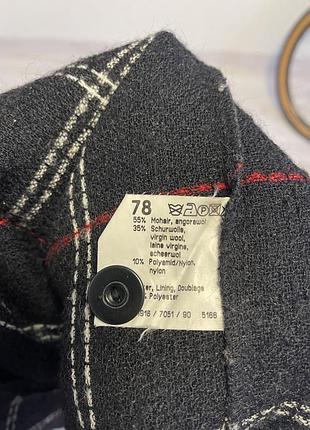 78
55% Mohair, angorawol
35% Schurwolle,
virgin wool,
laine vierge,
scheerwol
10% Polyamid/Nylon,
nylon
Lining, Doublage
Polyester
7051 / 90 5168